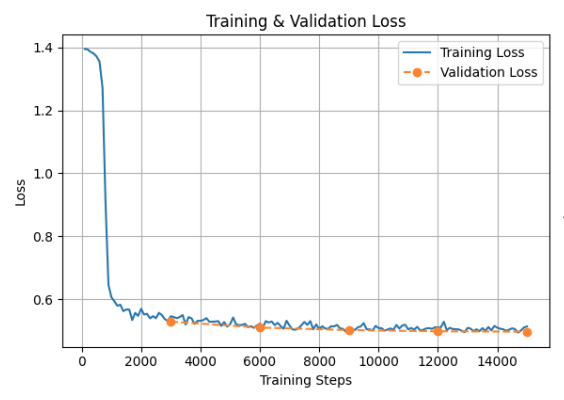 Training & Validation Loss
Training Loss
Validation Loss
Loss
1.4
1.2
1.0
0.8
0.6
0 2000 4000 6000 8000 10000 12000 14000
Training Steps